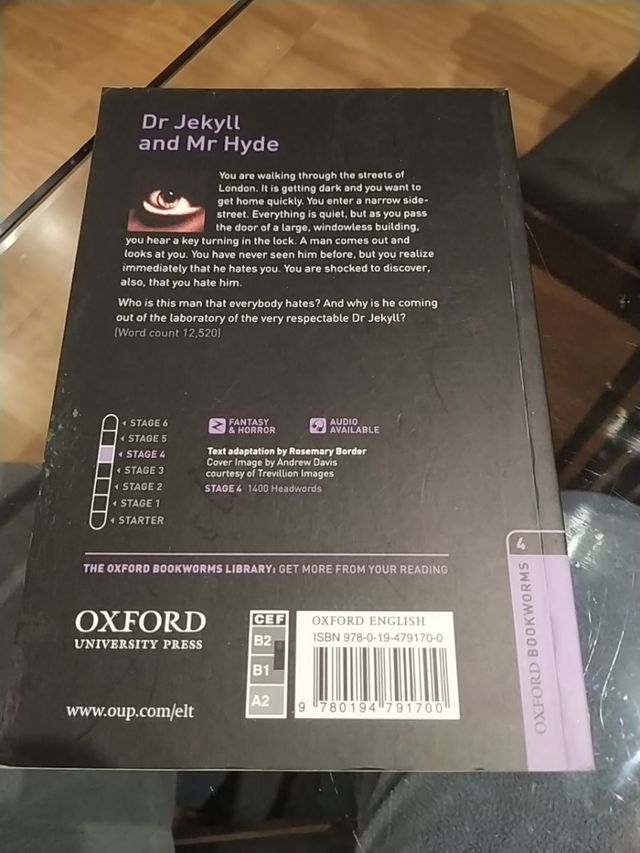 Dr Jekyll
and Mr Hyde
You are walking through the streets of
London. It is getting dark and you want to
get home quickly. You enter a narrow side-
street. Everything is quiet, but as you pass
the door of a large, windowless building,
you hear a key turning in the lock. A man comes out and
looks at you. You have never seen him before, but you realize
immediately that he hates you. You are shocked to discover,
also, that you hate him.
Who is this man that everybody hates? And why is he coming
out of the laboratory of the very respectable Dr Jekyll?
(Word count 12,520)
STAGE 6
STAGE 5
STAGE 4
STAGE 3
STAGE 2
STAGE 1
STARTER
FANTASY
& HORROR
AUDIO
AVAILABLE
Text adaptation by Rosemary Border
Cover Image by Andrew Davis
courtesy of Trevillion Images
STAGE 4 1400 Headwords
THE OXFORD BOOKWORMS LIBRARY: GET MORE FROM YOUR READING
OXFORD
UNIVERSITY PRESS
www.oup.com/elt
CEF
B2
B1
A2
OXFORD ENGLISH
ISBN 978-0-19-479170-0
9 780194 791700
4
OXFORD BOOKWORMS